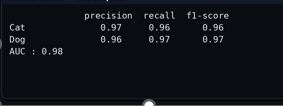 precision recall f1-score
Cat 0.97 0.96 0.96
Dog 0.96 0.97 0.97
AUC : 0.98